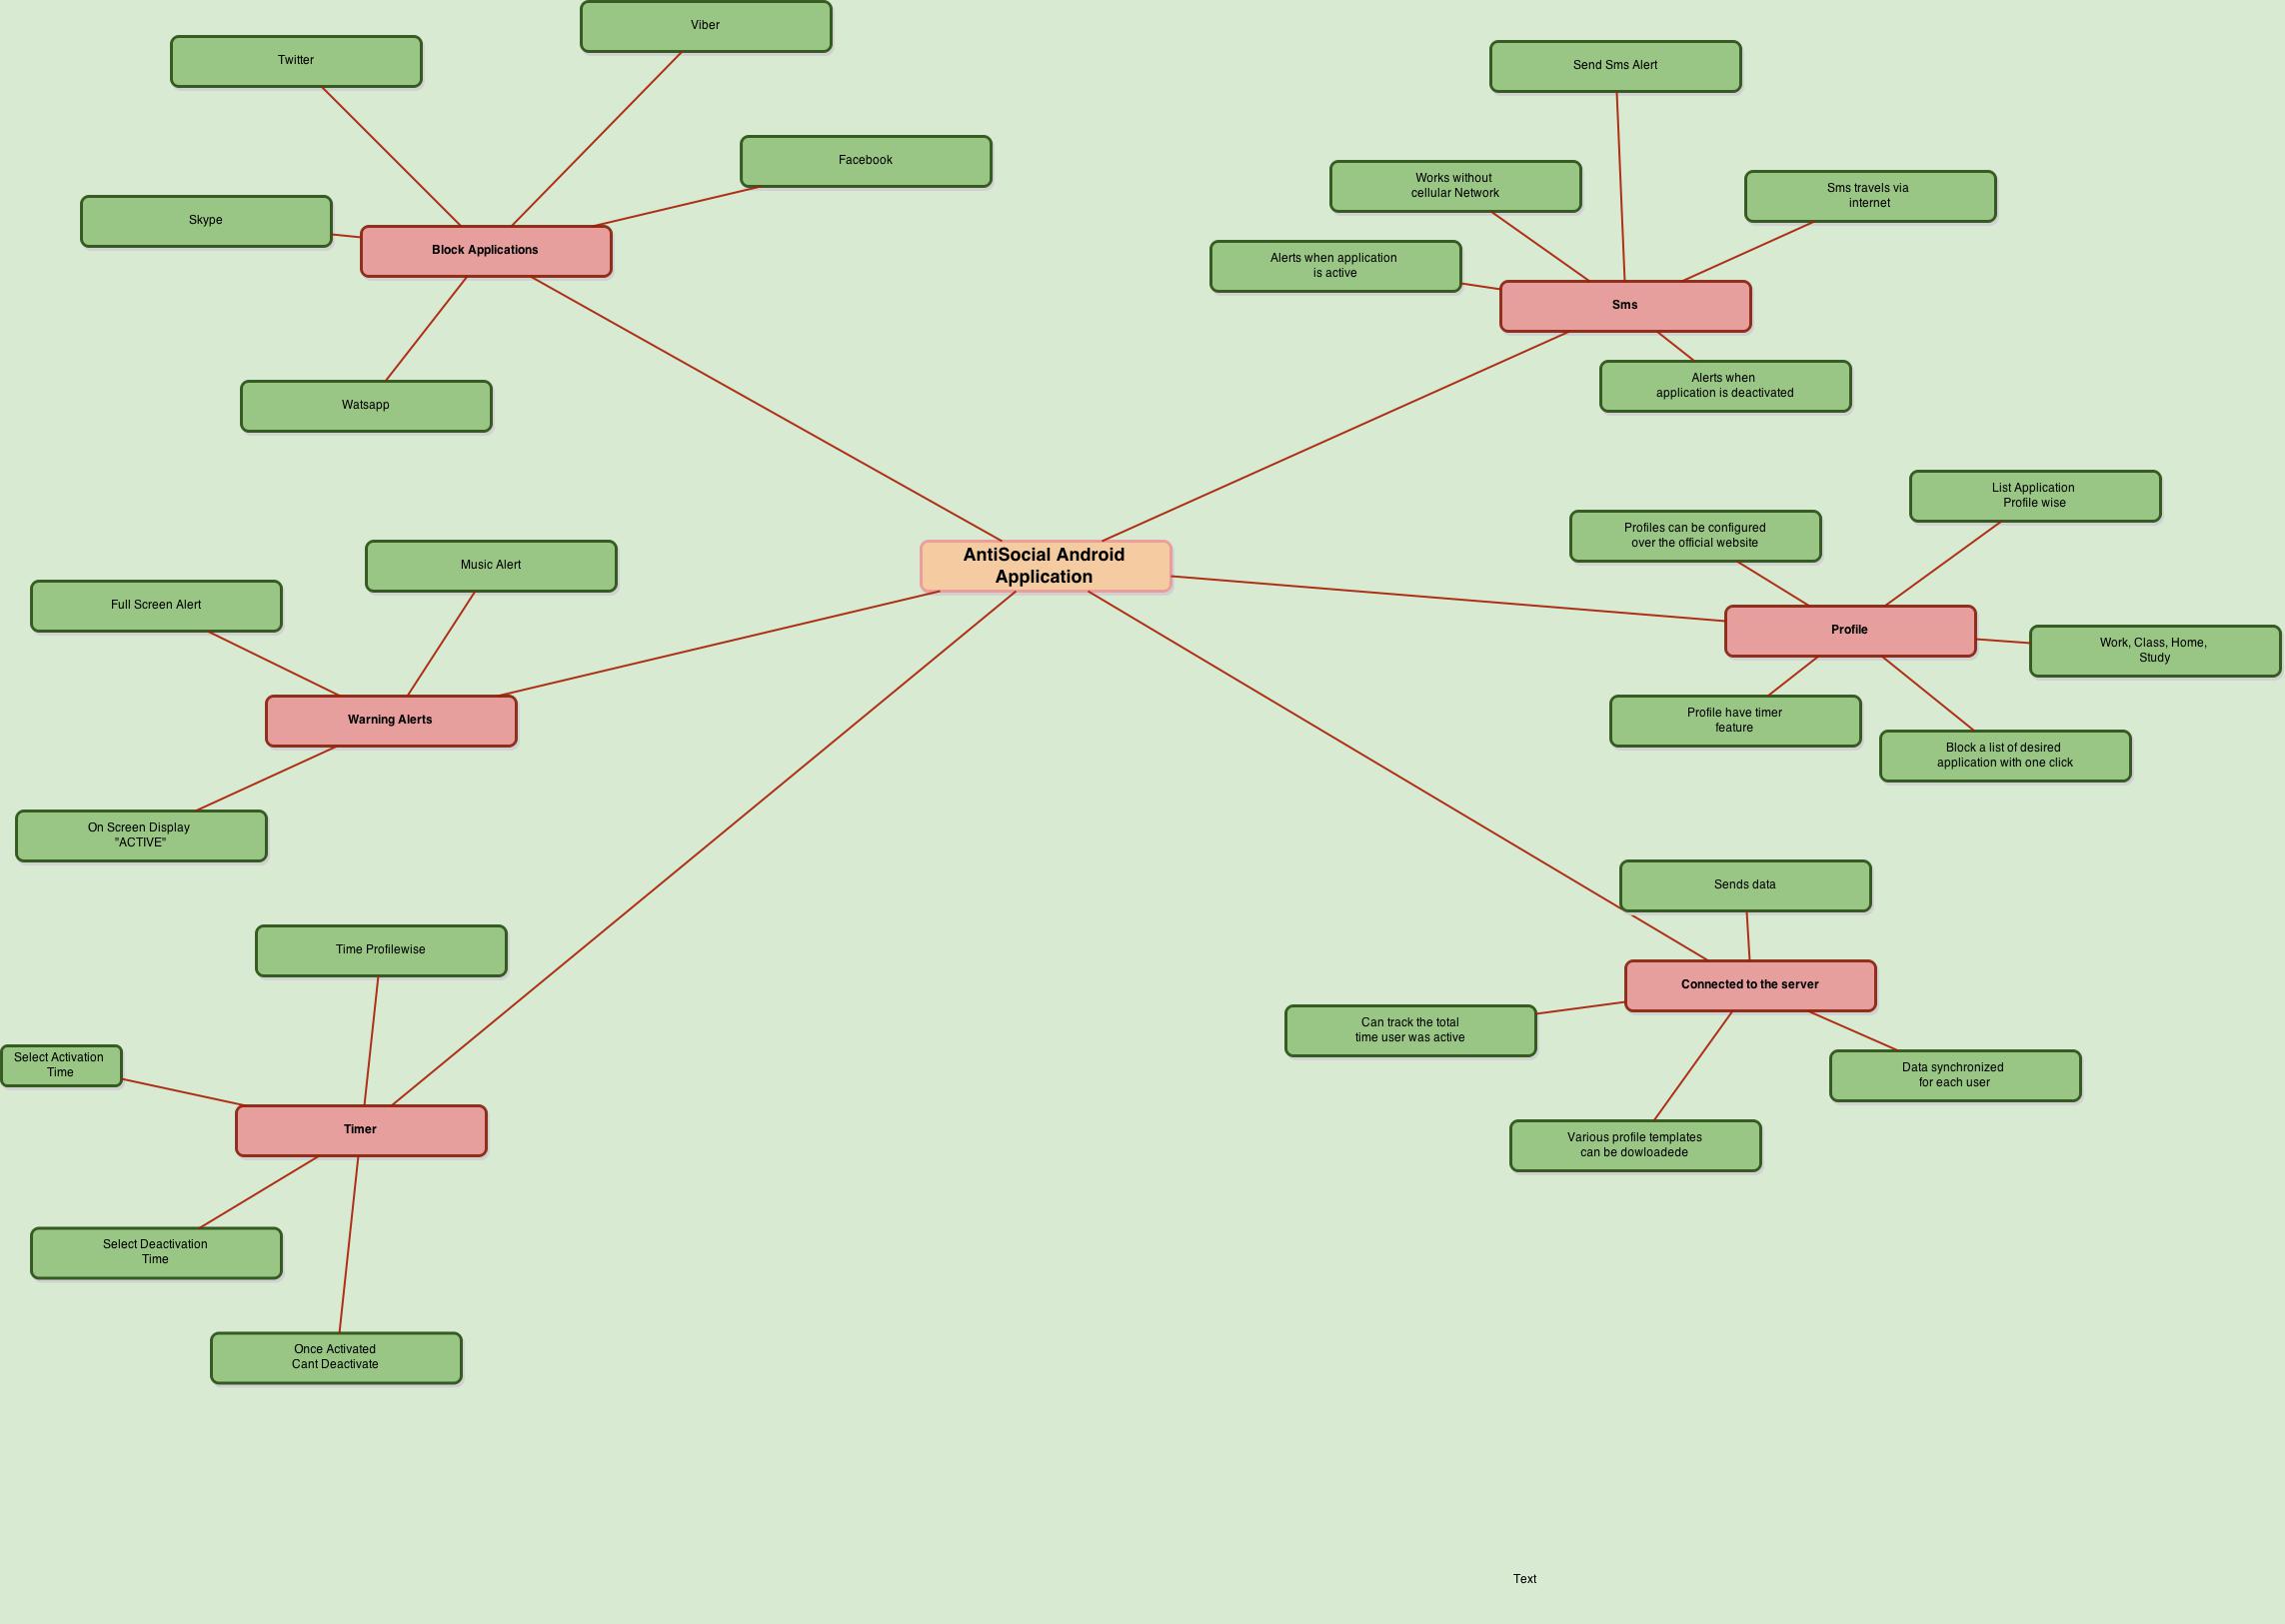 Viber
Twitter
Facebook
Skype
Block Applications
Watsapp
Send Sms Alert
Works without
cellular Network
Sms travels via
internet
Alerts when application
is active
Sms
Alerts when
application is deactivated
AntiSocial Android
Application
Music Alert
Full Screen Alert
Warning Alerts
On Screen Display
"ACTIVE"
List Application
Profile wise
Profiles can be configured
over the official website
Profile
Work, Class, Home,
Study
Profile have timer
feature
Block a list of desired
application with one click
Time Profilewise
Select Activation
Time
Timer
Select Deactivation
Time
Once Activated
Cant Deactivate
Sends data
Connected to the server
Can track the total
time user was active
Data synchronized
for each user
Various profile templates
can be dowloadede
Text